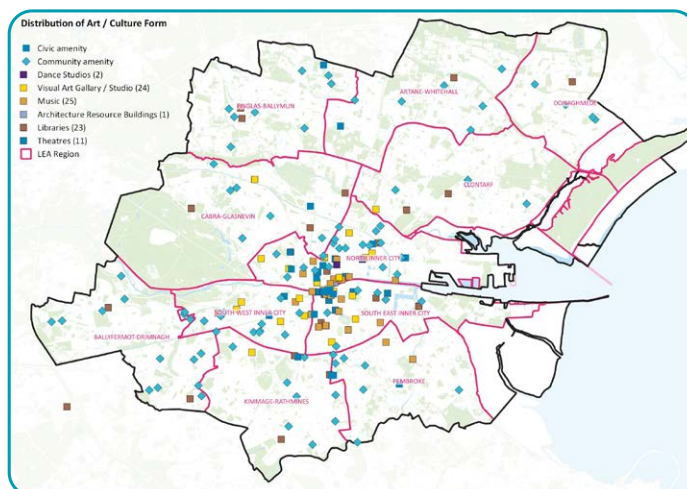 Distribution of Art / Culture Form
Civic amenity
Community amenity
Dance Studios (2)
Visual Art Gallary / Studio (24)
Music (25)
Architecture Resource Buildings (1)
Libraries (23)
Theatres (11)
LEA Region
ARTANE-WHITEHALL
DONAGHMEDE
CLONTARF
CABRA-GLASNEVIN
NORTH INNER CITY
SOUTH WEST INNER CITY
SOUTH EAST INNER CITY
BALLYFERMOT-DRIMNAGH
PEMBROKE
KIMMAGE-RATHMINES